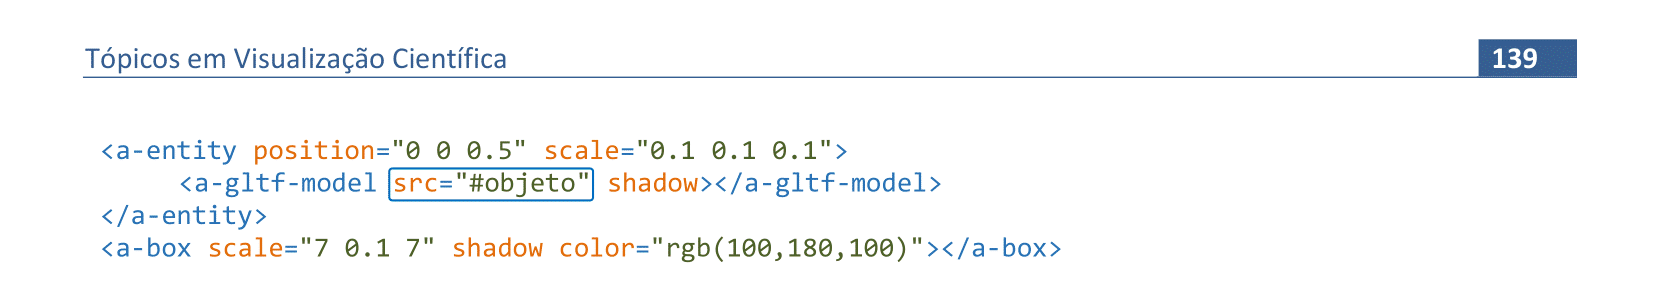 Tópicos em Visualização Científica 139
<a-entity position="0 0 0.5" scale="0.1 0.1 0.1">
<a-gltf-model src="#objeto" shadow></a-gltf-model>
</a-entity>
<a-box scale="7 0.1 7" shadow color="rgb(100,180,100)"></a-box>